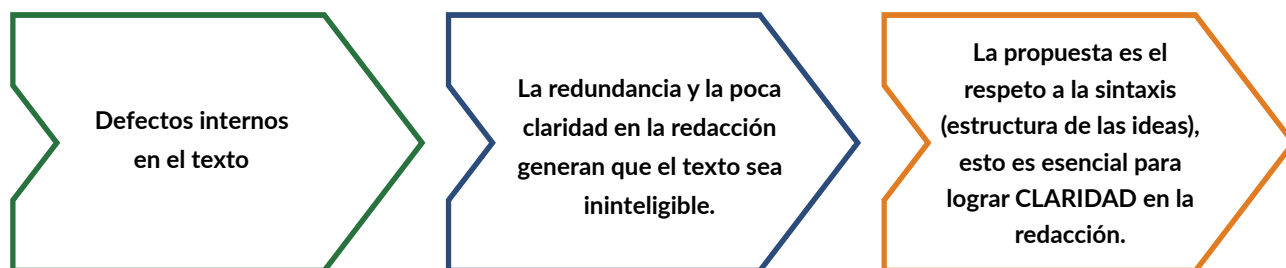 Defectos internos
en el texto
La redundancia y la poca
claridad en la redacción
generan que el texto sea
ininteligible.
La propuesta es el
respeto a la sintaxis
(estructura de las ideas),
esto es esencial para
lograr CLARIDAD en la
redacción.